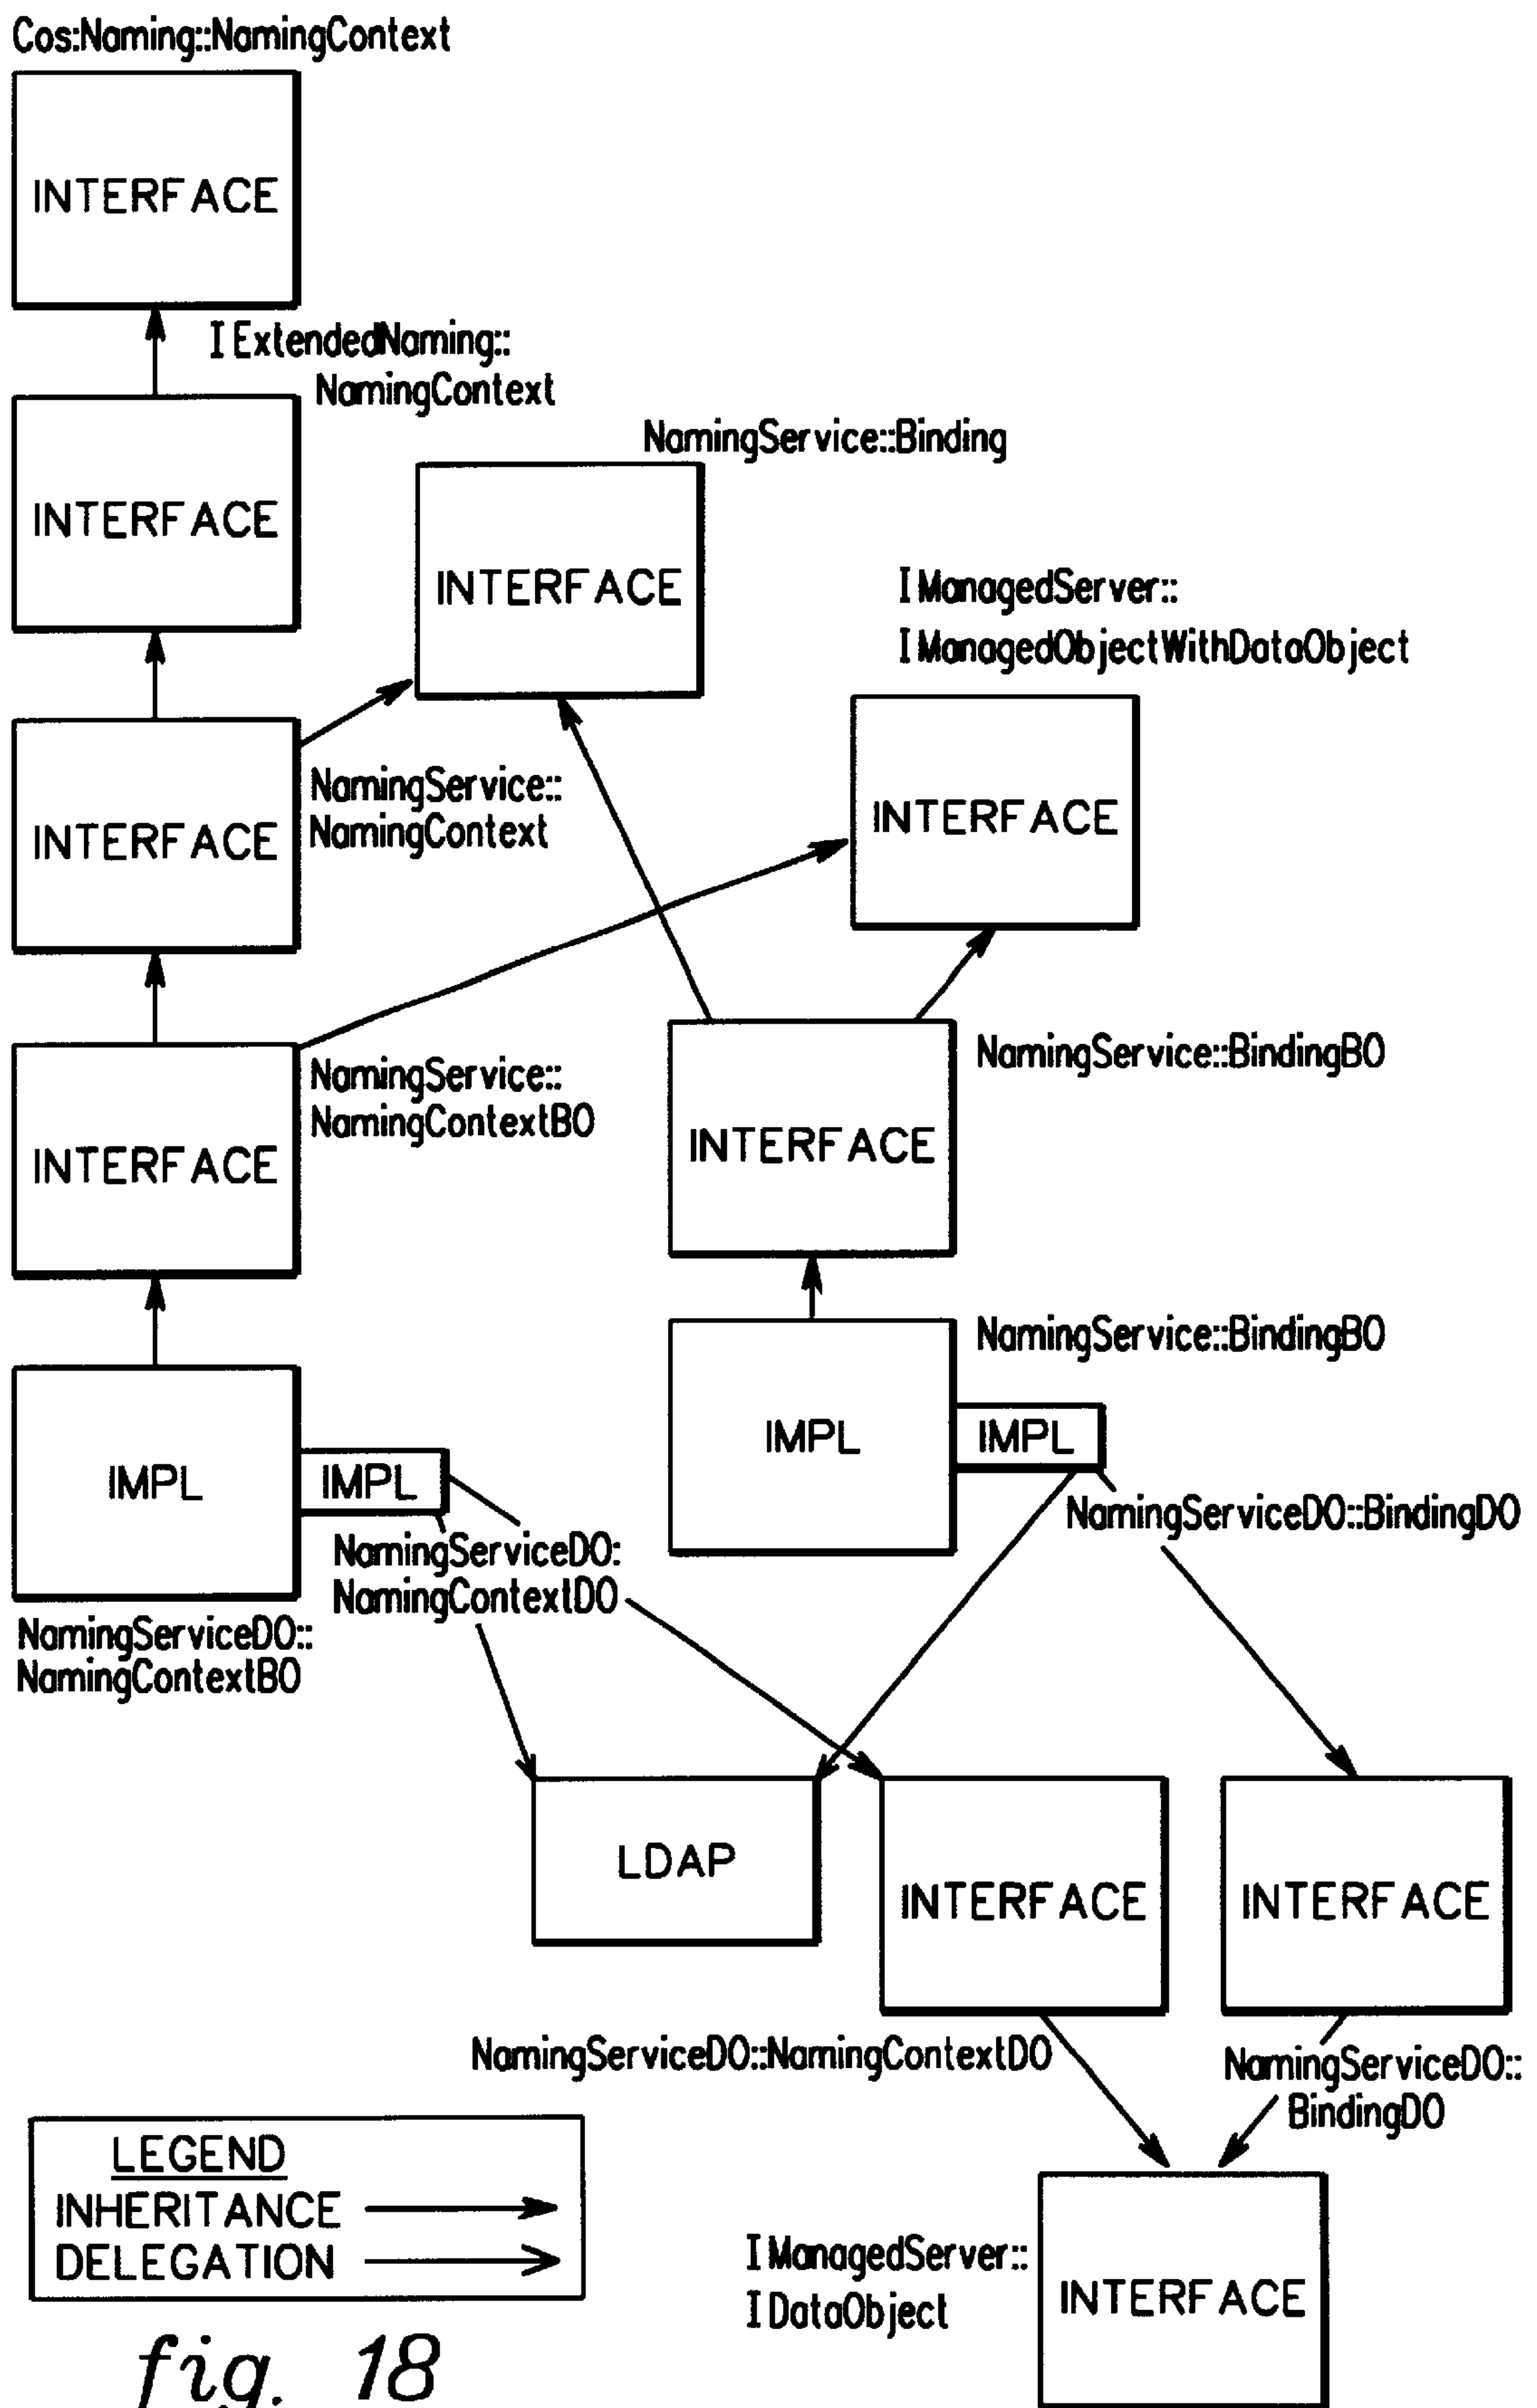 Cos:Naming::NamingContext
INTERFACE
I ExtendedNaming::
NamingContext
INTERFACE
NamingService::Binding
INTERFACE
I ManagedServer::
I ManagedObjectWithDataObject
INTERFACE
NamingService::
NamingContext
INTERFACE
NamingService::
NamingContextBO
INTERFACE
NamingService::BindingBO
INTERFACE
NamingService::BindingBO
IMPL
IMPL
NamingServiceDO::BindingDO
IMPL
IMPL
NamingServiceDO:
NamingContextDO
NamingServiceDO::
NamingContextBO
LDAP
INTERFACE
INTERFACE
NamingServiceDO::NamingContextDO
NamingServiceDO::
BindingDO
LEGEND
INHERITANCE
DELEGATION
I ManagedServer::
I DataObject
INTERFACE
fig. 18